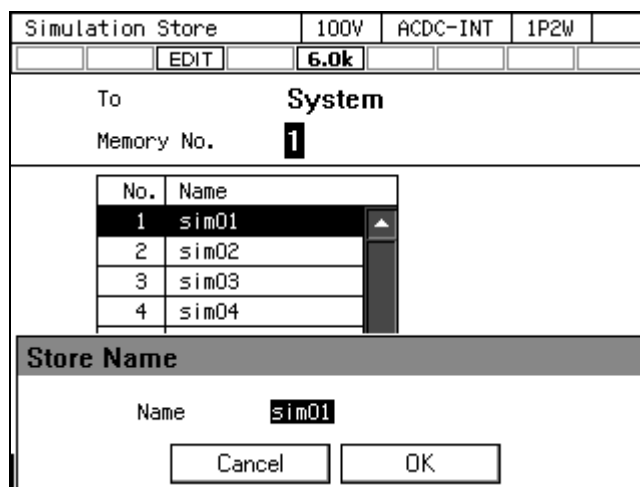 Simulation Store 100V ACDC-INT 1P2W
EDIT 6.0k
To System
Memory No. 1
No. Name
1 sim01
2 sim02
3 sim03
4 sim04
Store Name
Name sim01
Cancel OK